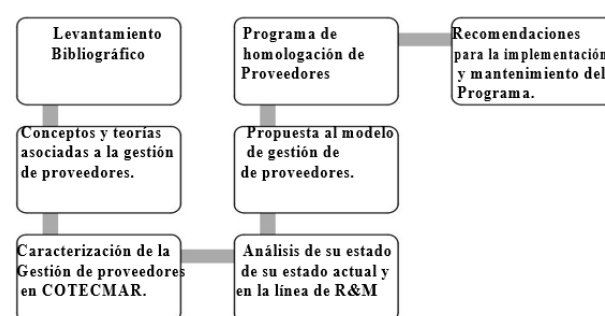 Levantamiento
Bibliográfico
Conceptos y teorías
asociadas a la gestión
de proveedores.
Caracterización de la
Gestión de proveedores
en COTECMAR.
Análisis de su estado
de su estado actual y
en la línea de R&M
Propuesta al modelo
de gestión de
de proveedores.
Programa de
homologación de
Proveedores
Recomendaciones
para la implementación
y mantenimiento del
Programa.